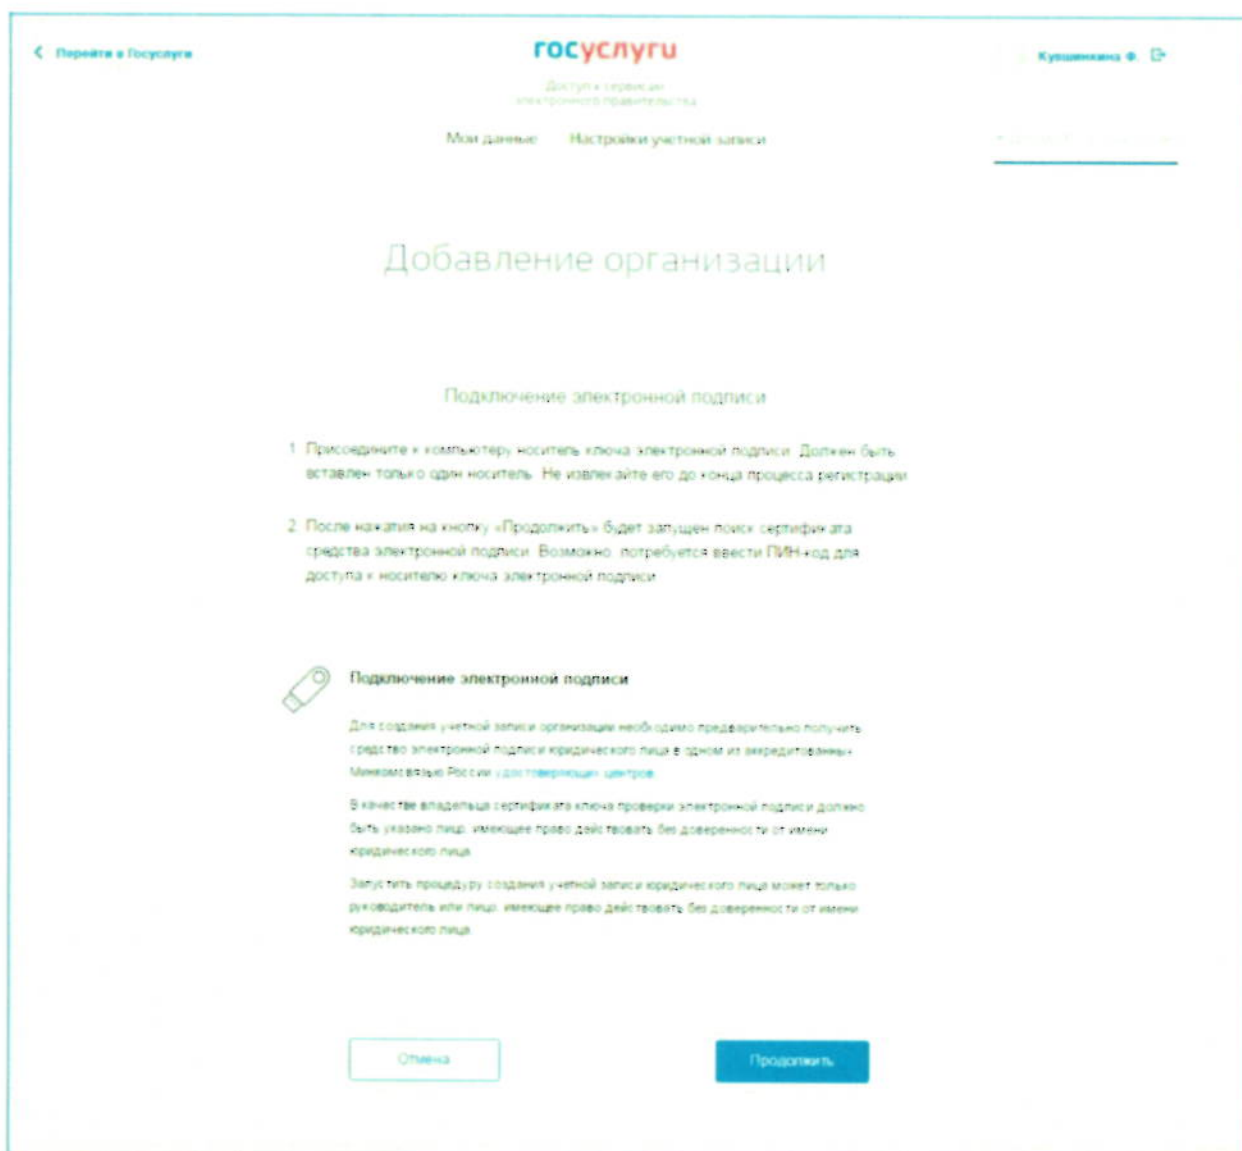 Перейти в Госуслуги
госуслуги
Кувшинкина Ф.
Доступ к сервисам
электронного правительства
Мои данные Настройки учетной записи
Добавление организации
Подключение электронной подписи
1. Присоедините к компьютеру носитель ключа электронной подписи. Должен быть
вставлен только один носитель. Не извлекайте его до конца процесса регистрации
2. После нажатия на кнопку «Продолжить» будет запущен поиск сертификата
средства электронной подписи. Возможно, потребуется ввести ПИН-код для
доступа к носителю ключа электронной подписи
Подключение электронной подписи
Для создания учетной записи организации необходимо предварительно получить
средство электронной подписи юридического лица в одном из аккредитованных
Минкомсвязью России удостоверяющих центров.
В качестве владельца сертификата ключа проверки электронной подписи должно
быть указано лицо, имеющее право действовать без доверенности от имени
юридического лица.
Запустить процедуру создания учетной записи юридического лица может только
руководитель или лицо, имеющее право действовать без доверенности от имени
юридического лица.
Отмена
Продолжить